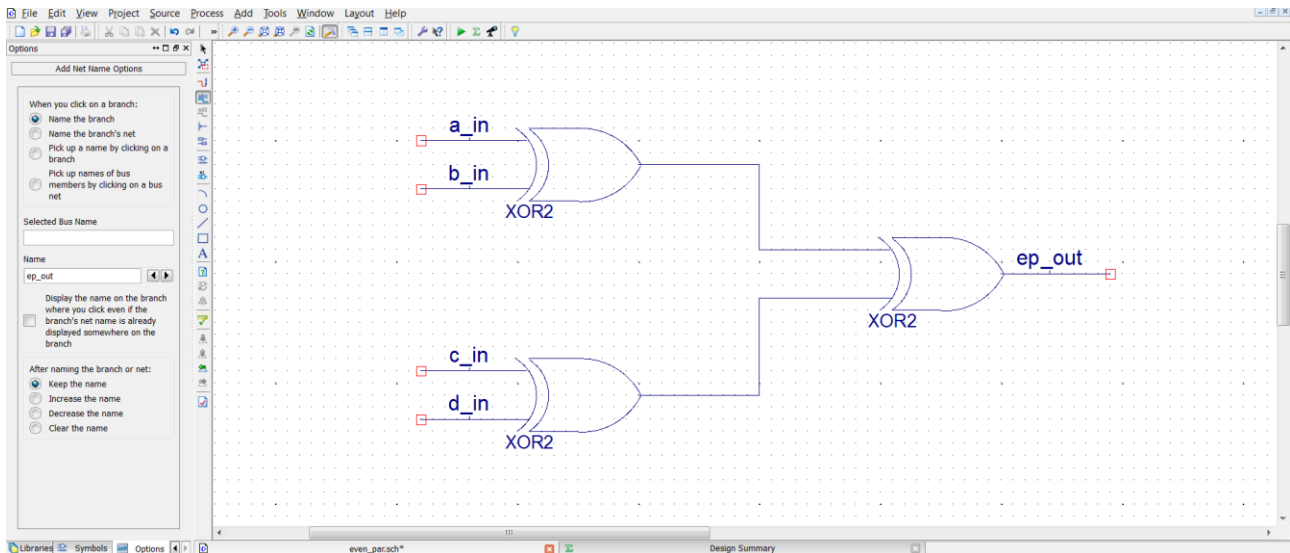 File Edit View Project Source Process Add Tools Window Layout Help
Options
Add Net Name Options
When you click on a branch:
Name the branch
Name the branch's net
Pick up a name by clicking on a
branch
Pick up names of bus
members by clicking on a bus
net
Selected Bus Name
Name
ep_out
Display the name on the branch
where you click even if the
branch's net name is already
displayed somewhere on the
branch
After naming the branch or net:
Keep the name
Increase the name
Decrease the name
Clear the name
a_in
b_in
XOR2
ep_out
XOR2
c_in
d_in
XOR2
Libraries Symbols Options
even_par.sch*
Design Summary